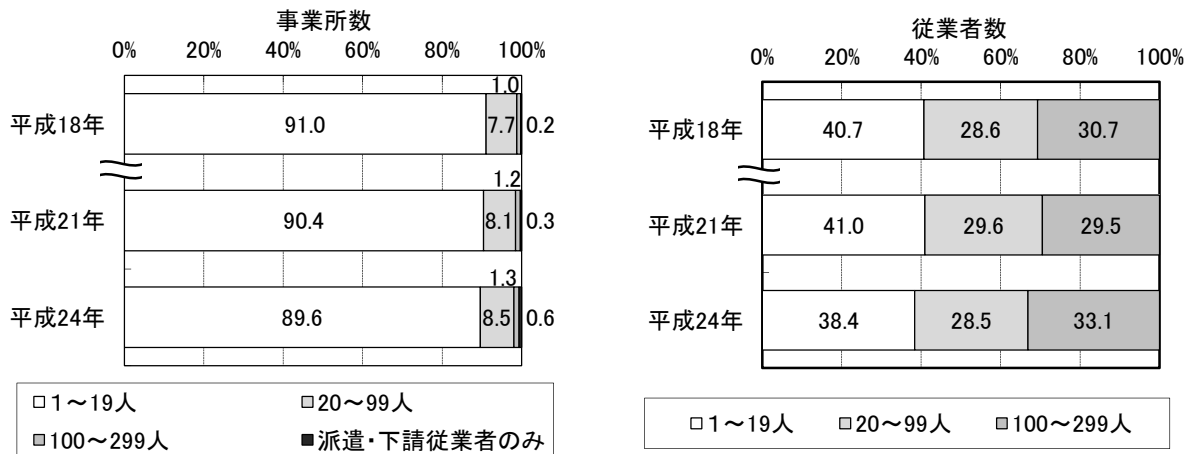 事業所数
0% 20% 40% 60% 80% 100%
1.0
平成18年 91.0 7.7 0.2
1.2
平成21年 90.4 8.1 0.3
1.3
平成24年 89.6 8.5 0.6
□1~19人 □20~99人
■100~299人 ■派遣・下請従業者のみ
従業者数
0% 20% 40% 60% 80% 100%
平成18年 40.7 28.6 30.7
平成21年 41.0 29.6 29.5
平成24年 38.4 28.5 33.1
□1~19人 □20~99人 ■100~299人